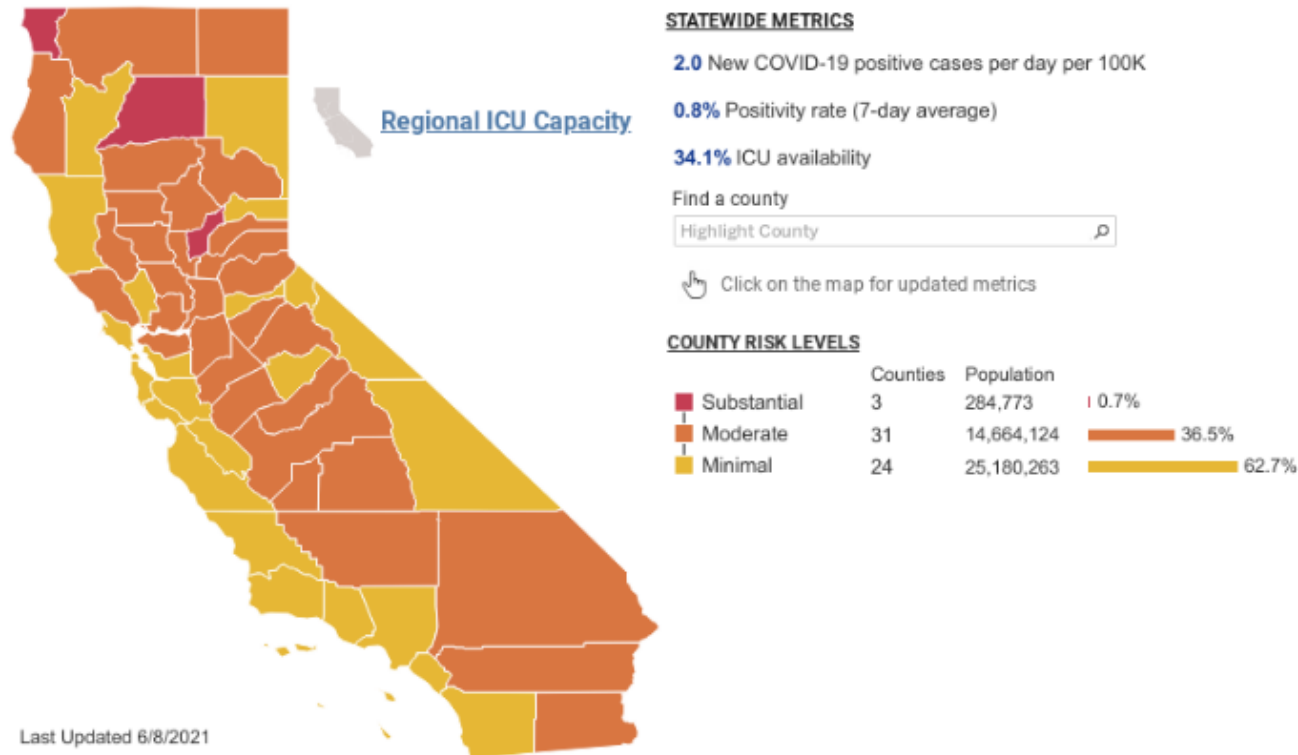 STATEWIDE METRICS
2.0 New COVID-19 positive cases per day per 100K
0.8% Positivity rate (7-day average)
Regional ICU Capacity
34.1% ICU availability
Find a county
Highlight County
Click on the map for updated metrics
COUNTY RISK LEVELS
Counties Population
Substantial 3 284,773 0.7%
Moderate 31 14,664,124 36.5%
Minimal 24 25,180,263 62.7%
Last Updated 6/8/2021